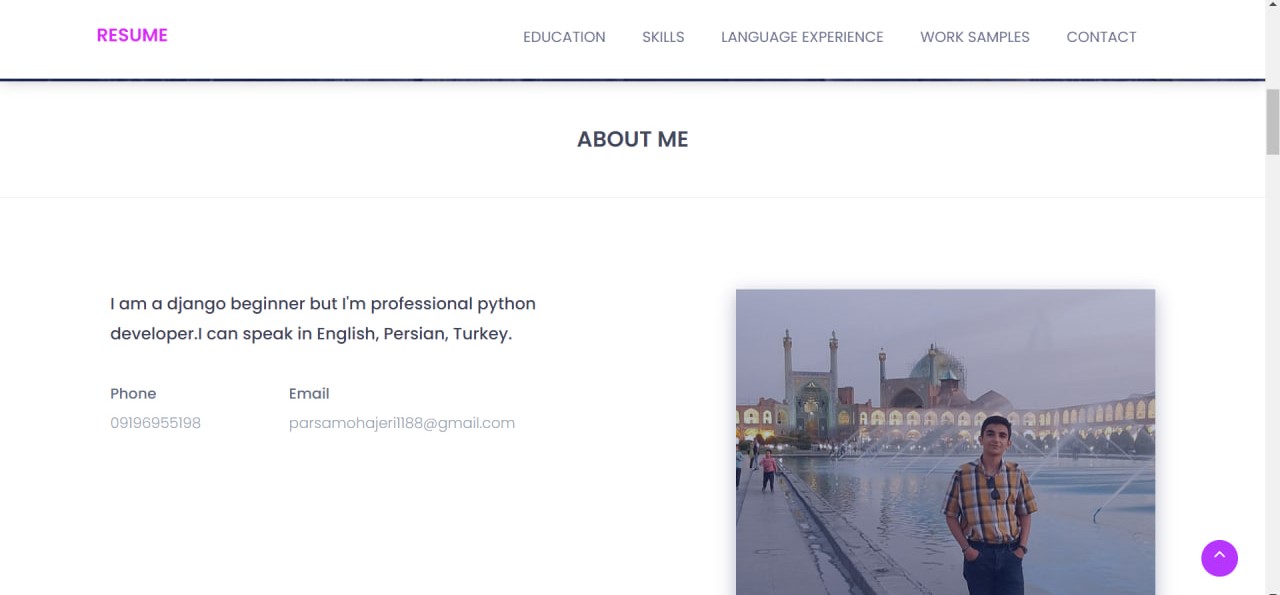 RESUME
EDUCATION SKILLS LANGUAGE EXPERIENCE WORK SAMPLES CONTACT
ABOUT ME
I am a django beginner but I'm professional python
developer.I can speak in English, Persian, Turkey.
Phone Email
09196955198 parsamohajeri1188@gmail.com